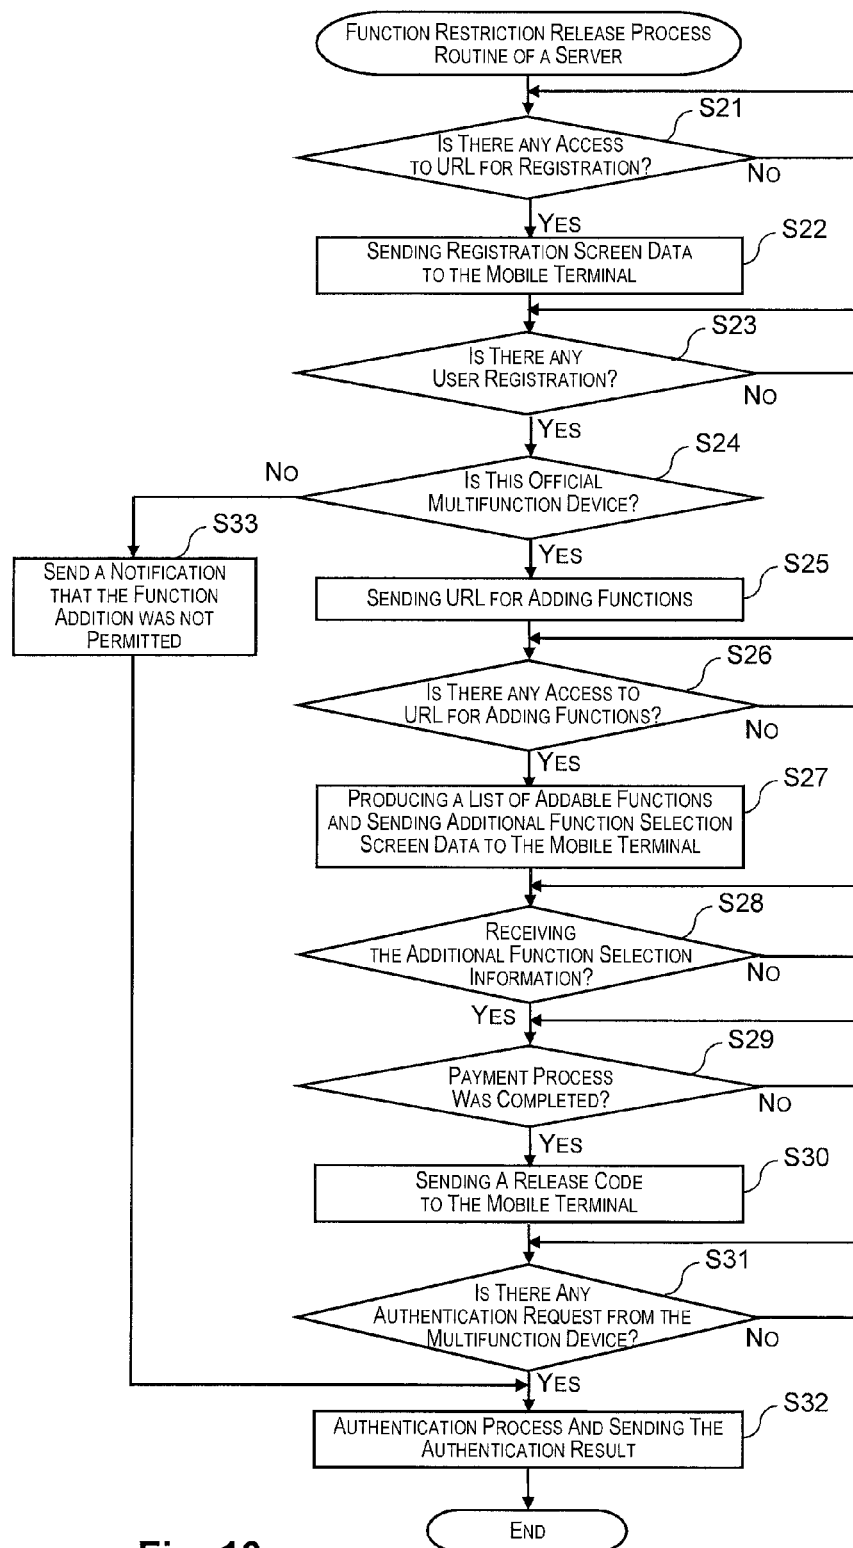 FUNCTION RESTRICTION RELEASE PROCESS
ROUTINE OF A SERVER
S21
IS THERE ANY ACCESS
TO URL FOR REGISTRATION?
NO
YES
S22
SENDING REGISTRATION SCREEN DATA
TO THE MOBILE TERMINAL
S23
IS THERE ANY
USER REGISTRATION?
NO
YES
S24
NO
IS THIS OFFICIAL
MULTIFUNCTION DEVICE?
YES
S33
SEND A NOTIFICATION
THAT THE FUNCTION
ADDITION WAS NOT
PERMITTED
S25
SENDING URL FOR ADDING FUNCTIONS
S26
IS THERE ANY ACCESS TO
URL FOR ADDING FUNCTIONS?
NO
YES
S27
PRODUCING A LIST OF ADDABLE FUNCTIONS
AND SENDING ADDITIONAL FUNCTION SELECTION
SCREEN DATA TO THE MOBILE TERMINAL
S28
RECEIVING
THE ADDITIONAL FUNCTION SELECTION
INFORMATION?
NO
YES
S29
PAYMENT PROCESS
WAS COMPLETED?
NO
YES
S30
SENDING A RELEASE CODE
TO THE MOBILE TERMINAL
S31
IS THERE ANY
AUTHENTICATION REQUEST FROM THE
MULTIFUNCTION DEVICE?
NO
YES
S32
AUTHENTICATION PROCESS AND SENDING THE
AUTHENTICATION RESULT
END